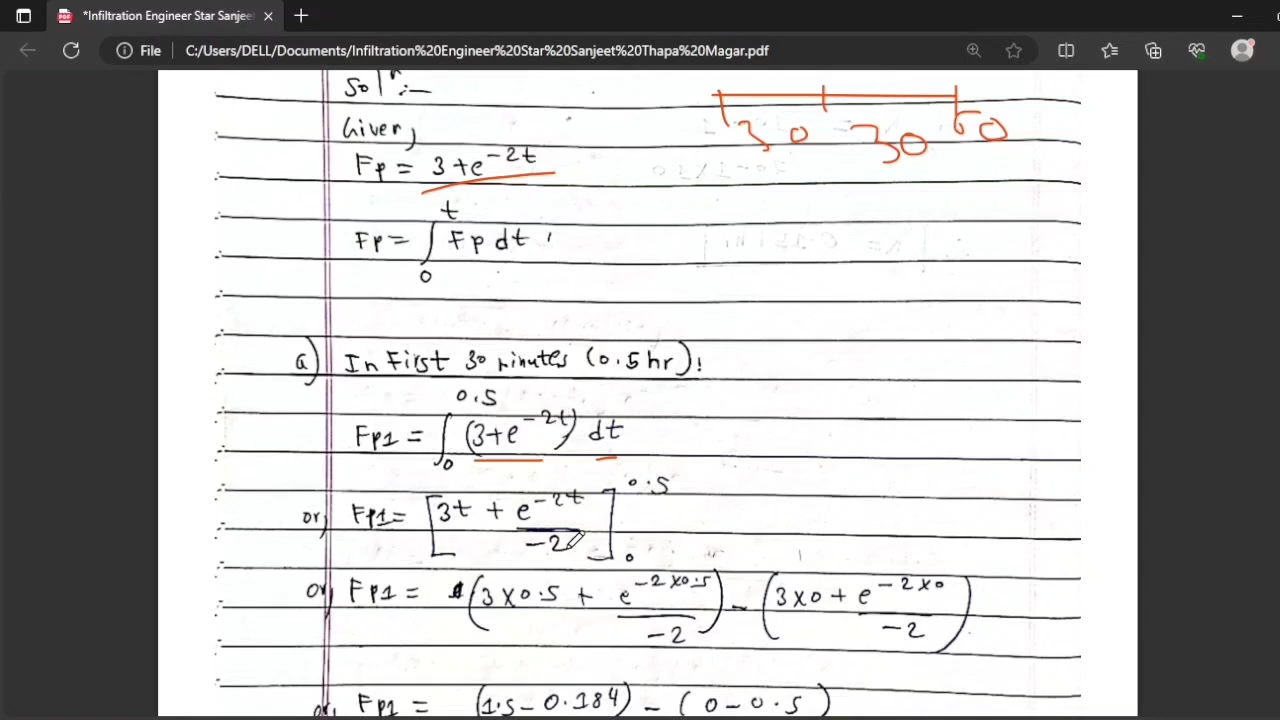 *Infiltration Engineer Star Sanjee
File C:/Users/DELL/Documents/Infiltration%20Engineer%20Star%20Sanjeet%20Thapa%20Magar.pdf
Solⁿ:-
30 30 60
Given,
Fp = 3+e^-2t
Fp = ∫₀ᵗ Fp dt
a) In First 30 minutes (0.5hr):
Fp1 = ∫₀^0.5 (3+e^-2t) dt
or, Fp1 = [3t + e^-2t/-2]₀^0.5
or, Fp1 = (3×0.5 + e^-2×0.5/-2) - (3×0 + e^-2×0/-2)
or, Fp1 = (1.5-0.184) - (0-0.5)